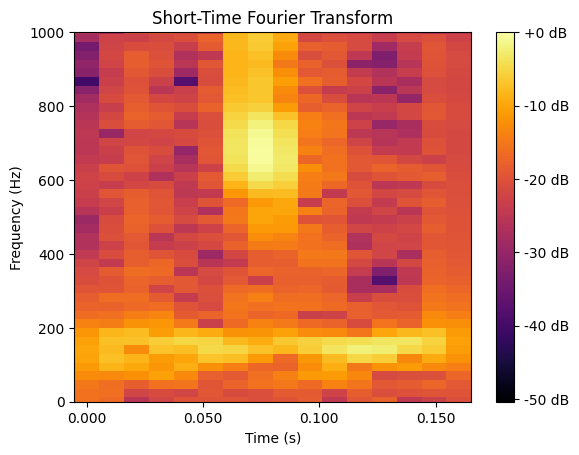 Short-Time Fourier Transform
1000
800
600
400
200
0
Frequency (Hz)
0.000
0.050
0.100
0.150
Time (s)
+0 dB
-10 dB
-20 dB
-30 dB
-40 dB
-50 dB